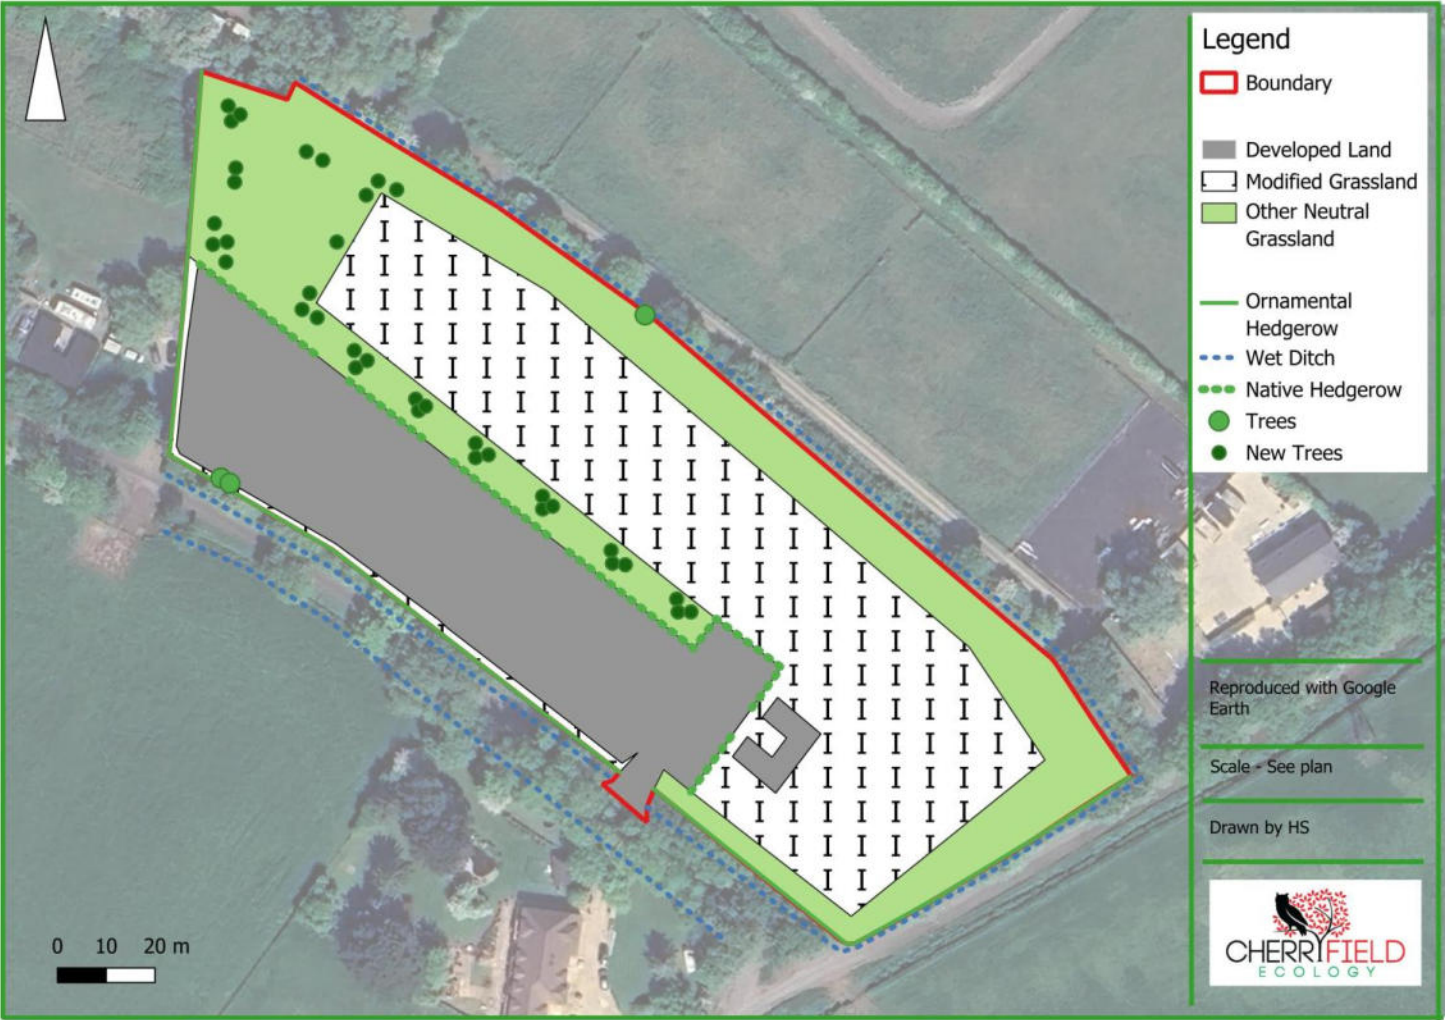 Legend
Boundary
Developed Land
Modified Grassland
Other Neutral
Grassland
Ornamental
Hedgerow
Wet Ditch
Native Hedgerow
Trees
New Trees
Reproduced with Google
Earth
Scale - See plan
Drawn by HS
CHERRYFIELD
ECOLOGY
0 10 20 m